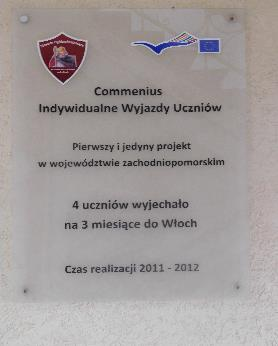 Commenius
Indywidualne Wyjazdy Uczniów
Pierwszy i jedyny projekt
w województwie zachodniopomorskim
4 uczniów wyjechało
na 3 miesiące do Włoch
Czas realizacji 2011 - 2012